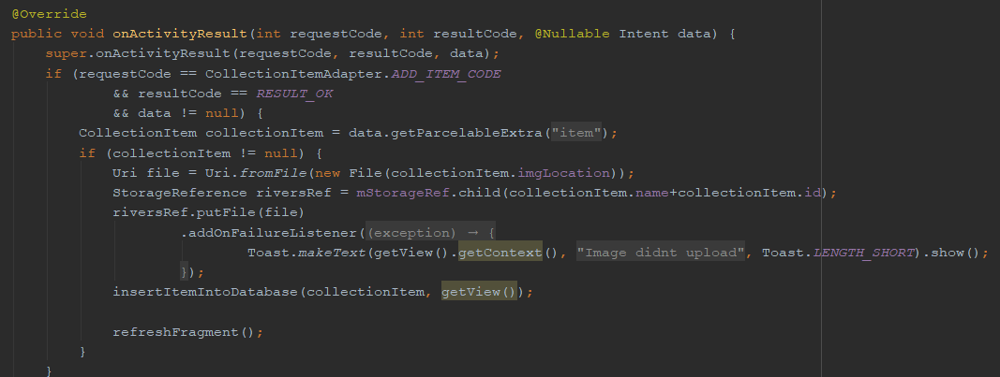 @Override
public void onActivityResult(int requestCode, int resultCode, @Nullable Intent data) {
super.onActivityResult(requestCode, resultCode, data);
if (requestCode == CollectionItemAdapter.ADD_ITEM_CODE
&& resultCode == RESULT_OK
&& data != null) {
CollectionItem collectionItem = data.getParcelableExtra("item");
if (collectionItem != null) {
Uri file = Uri.fromFile(new File(collectionItem.imgLocation));
StorageReference riversRef = mStorageRef.child(collectionItem.name+collectionItem.id);
riversRef.putFile(file)
.addOnFailureListener((exception) → {
Toast.makeText(getView().getContext(), "Image didnt upload", Toast.LENGTH_SHORT).show();
});
insertItemIntoDatabase(collectionItem, getView());
refreshFragment();
}
}